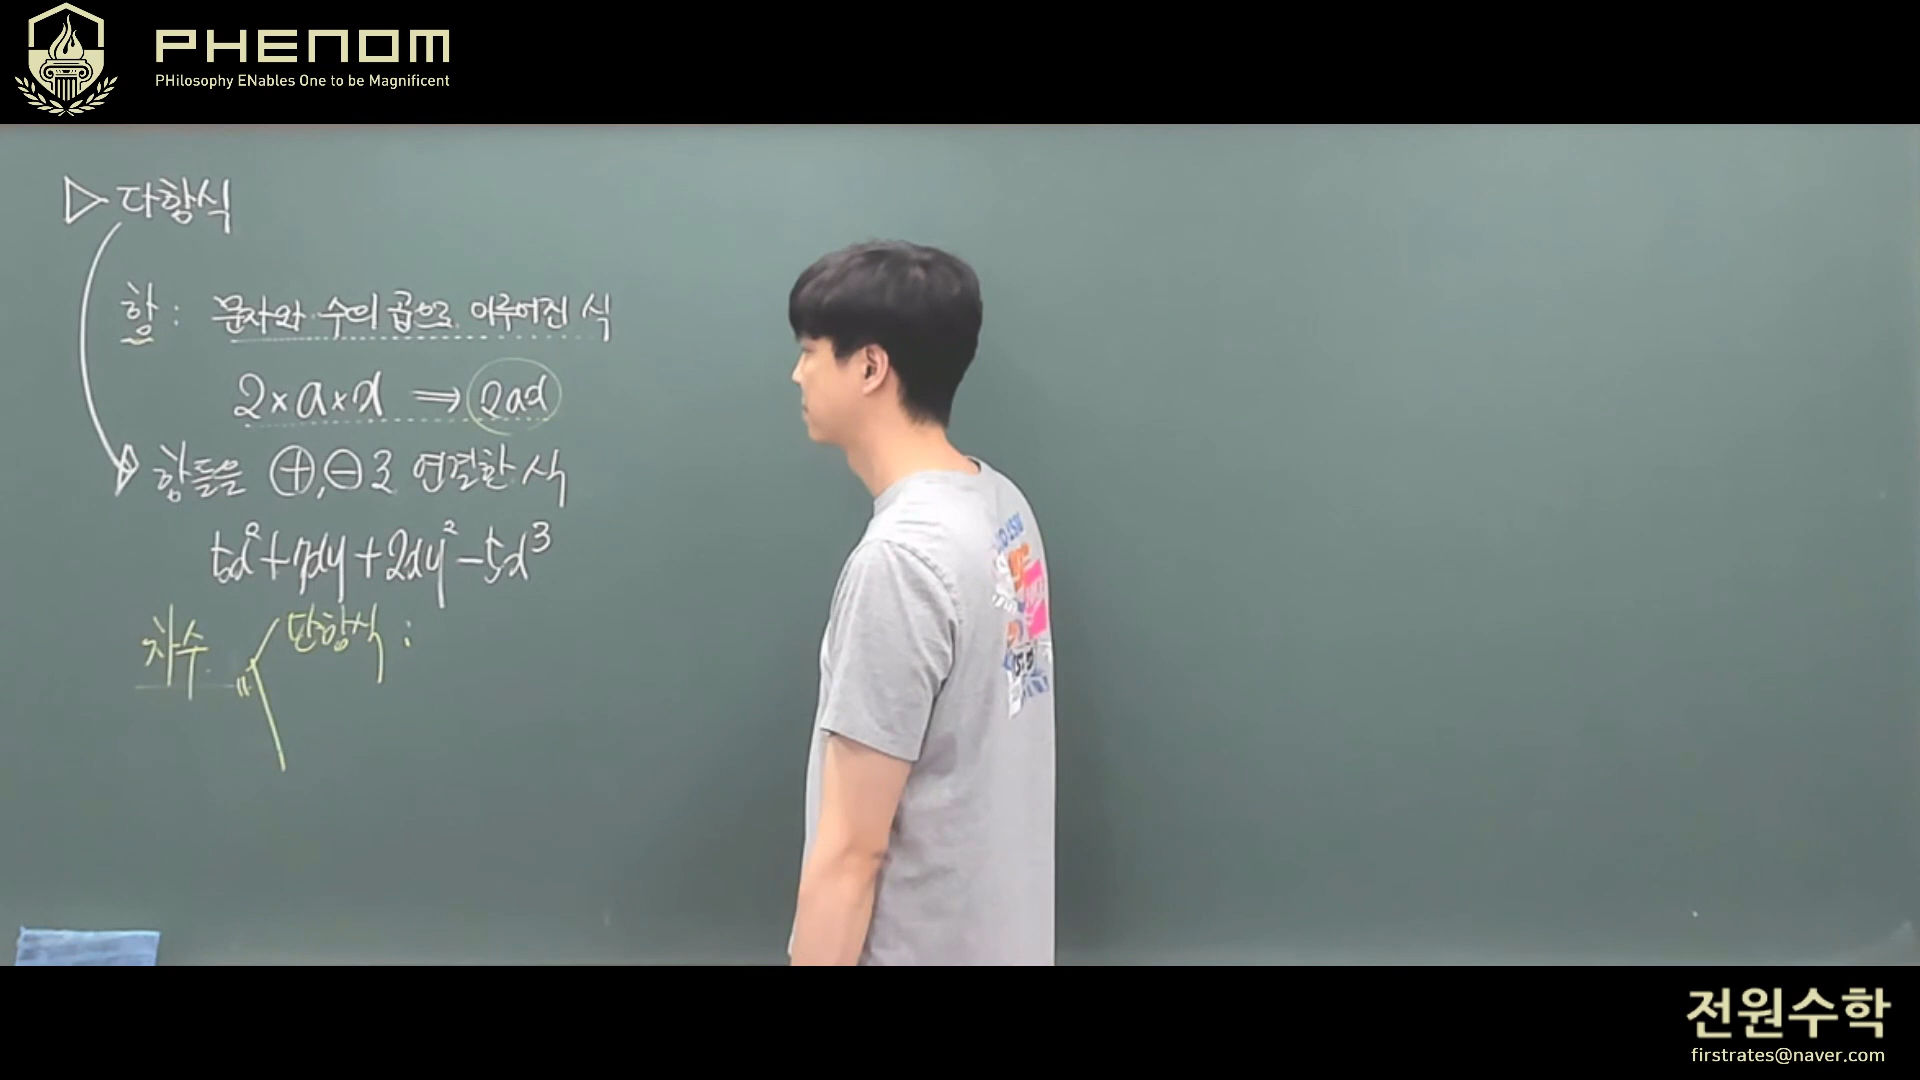 PHENOM
PHilosophy ENables One to be Magnificent
▷ 다항식
항 : 문자와 수의 곱으로 이루어진 식
2×a×x ⇒ 2ax
항들을 ⊕,⊖로 연결한 식
5x²+7xy+2xy²-5x³
차수
단항식 :
전원수학
firstrates@naver.com